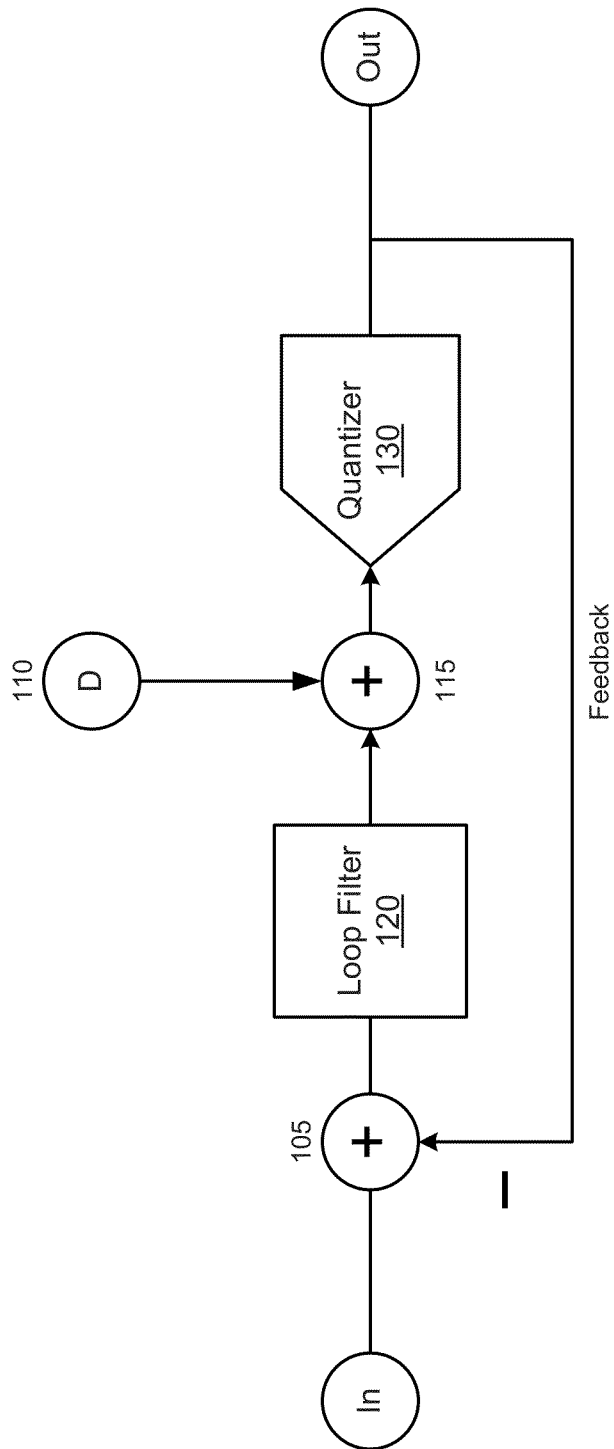 In
105
+
Loop Filter
120
110
D
+
115
Quantizer
130
Out
Feedback
−